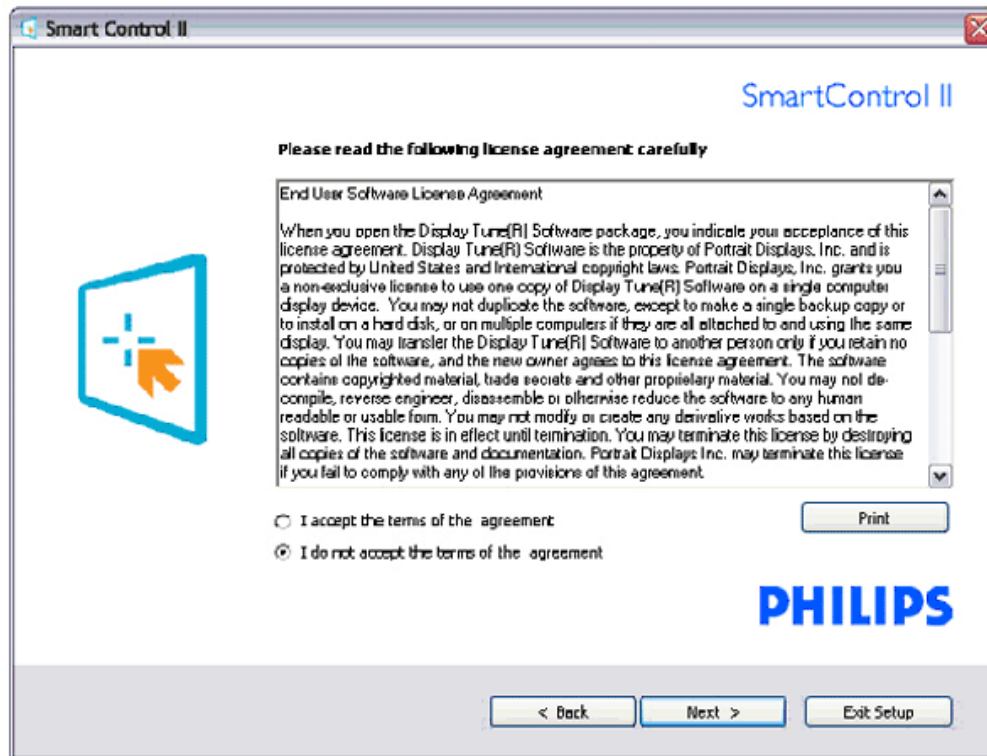 Smart Control II
SmartControl II
Please read the following license agreement carefully
End User Software License Agreement
When you open the Display Tune(R) Software package, you indicate your acceptance of this
license agreement. Display Tune(R) Software is the property of Portrait Displays, Inc. and is
protected by United States and International copyright laws. Portrait Displays, Inc. grants you
a non-exclusive license to use one copy of Display Tune(R) Software on a single computer
display device.  You may not duplicate the software, except to make a single backup copy or
to install on a hard disk, or on multiple computers if they are all attached to and using the same
display. You may transfer the Display Tune(R) Software to another person only if you retain no
copies of the software, and the new owner agrees to this license agreement. The software
contains copyrighted material, trade secrets and other proprietary material. You may not de-
compile, reverse engineer, disassemble or otherwise reduce the software to any human
readable or usable form. You may not modify or create any derivative works based on the
software. This license is in effect until termination. You may terminate this license by destroying
all copies of the software and documentation. Portrait Displays Inc. may terminate this license
if you fail to comply with any of the provisions of this agreement.
I accept the terms of the agreement
Print
I do not accept the terms of the agreement
PHILIPS
< Back
Next >
Exit Setup